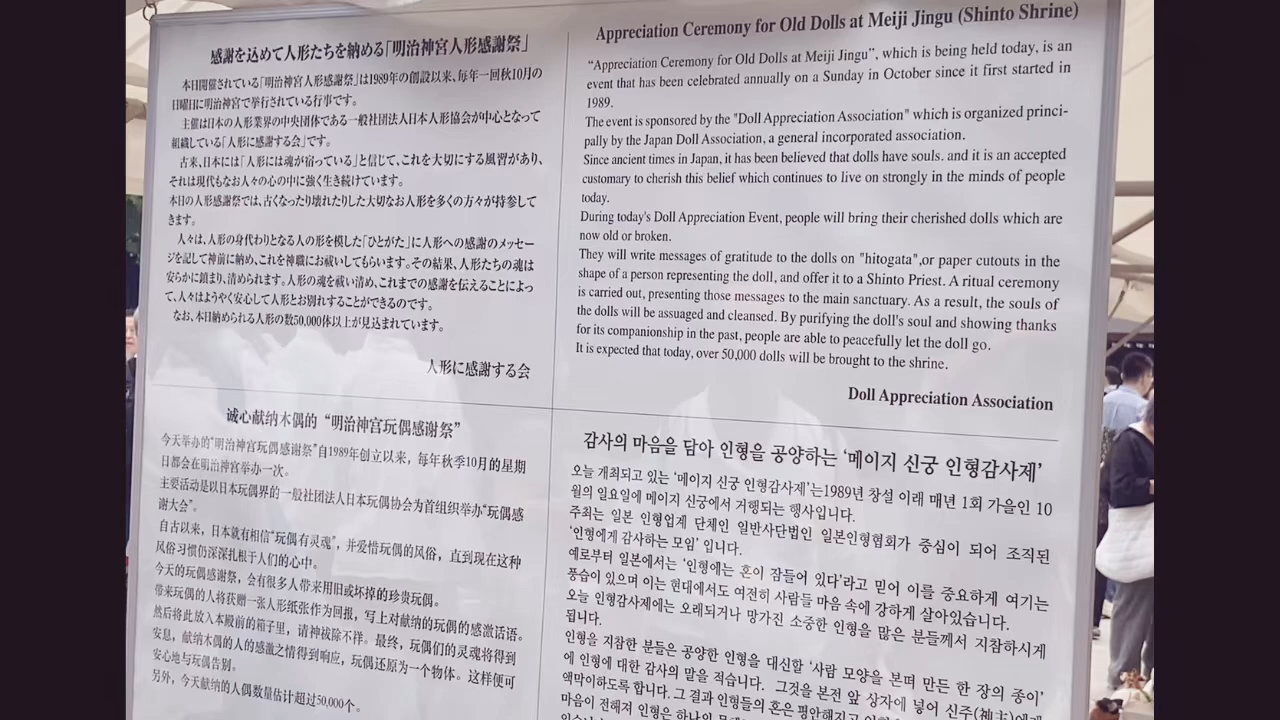 感謝を込めて人形たちを納める「明治神宮人形感謝祭」
本日開催されている「明治神宮人形感謝祭」は1989年の創設以来、毎年一回秋10月の
日曜日に明治神宮で挙行されている行事です。
主催は日本の人形業界の中央団体である一般社団法人日本人形協会が中心となって
組織している「人形に感謝する会」です。
古来、日本には「人形には魂が宿っている」と信じて、これを大切にする風習があり、
それは現代もなお人々の心の中に強く生き続けています。
本日の人形感謝祭では、古くなったり壊れたりした大切なお人形を多くの方々が持参して
きます。
人々は、人形の身代わりとなる人の形を模した「ひとがた」に人形への感謝のメッセー
ジを記して神前に納め、これを神職にお祓いしてもらいます。その結果、人形たちの魂は
安らかに鎮まり、清められます。人形の魂を祓い清め、これまでの感謝を伝えることによっ
て、人々はようやく安心して人形とお別れすることができるのです。
なお、本日納められる人形の数50,000体以上が見込まれています。
人形に感謝する会
Appreciation Ceremony for Old Dolls at Meiji Jingu (Shinto Shrine)
“Appreciation Ceremony for Old Dolls at Meiji Jingu”, which is being held today, is an
event that has been celebrated annually on a Sunday in October since it first started in
1989.
The event is sponsored by the "Doll Appreciation Association" which is organized princi-
pally by the Japan Doll Association, a general incorporated association.
Since ancient times in Japan, it has been believed that dolls have souls. and it is an accepted
customary to cherish this belief which continues to live on strongly in the minds of people
today.
During today's Doll Appreciation Event, people will bring their cherished dolls which are
now old or broken.
They will write messages of gratitude to the dolls on "hitogata",or paper cutouts in the
shape of a person representing the doll, and offer it to a Shinto Priest. A ritual ceremony
is carried out, presenting those messages to the main sanctuary. As a result, the souls of
the dolls will be assuaged and cleansed. By purifying the doll's soul and showing thanks
for its companionship in the past, people are able to peacefully let the doll go.
It is expected that today, over 50,000 dolls will be brought to the shrine.
Doll Appreciation Association
诚心献纳木偶的“明治神宫玩偶感谢祭”
今天举办的“明治神宫玩偶感谢祭”自1989年创立以来，每年秋季10月的星期
日都会在明治神宫举办一次。
主要活动是以日本玩偶界的一般社团法人日本玩偶协会为首组织举办“玩偶感
谢大会”。
自古以来，日本就有相信“玩偶有灵魂”，并爱惜玩偶的风俗，直到现在这种
风俗习惯仍深深扎根于人们的心中。
今天的玩偶感谢祭，会有很多人带来用旧或坏掉的珍贵玩偶。
带来玩偶的人将获赠一张人形纸张作为回报，写上对献纳的玩偶的感激话语。
然后将此放入本殿前的箱子里，请神祓除不祥。最终，玩偶们的灵魂将得到
安息，献纳木偶的人的感激之情得到响应，玩偶还原为一个物体。这样便可
安心地与玩偶告别。
另外，今天献纳的人偶数量估计超过50,000个。
감사의 마음을 담아 인형을 공양하는 ‘메이지 신궁 인형감사제’
오늘 개최되고 있는 ‘메이지 신궁 인형감사제’는1989년 창설 이래 매년 1회 가을인 10
월의 일요일에 메이지 신궁에서 거행되는 행사입니다.
주최는 일본 인형업계 단체인 일반사단법인 일본인형협회가 중심이 되어 조직된
‘인형에게 감사하는 모임’ 입니다.
예로부터 일본에서는 ‘인형에는 혼이 잠들어 있다’라고 믿어 이를 중요하게 여기는
풍습이 있으며 이는 현대에서도 여전히 사람들 마음 속에 강하게 살아있습니다.
오늘 인형감사제에는 오래되거나 망가진 소중한 인형을 많은 분들께서 지참하시게
됩니다.
인형을 지참한 분들은 공양한 인형을 대신할 ‘사람 모양을 본며 만든 한 장의 종이’
에 인형에 대한 감사의 말을 적습니다. 그것을 본전 앞 상자에 넣어 신주(神主)에게
액막이하도록 합니다. 그 결과 인형들의 혼은 평안해지고
마음이 전해져 인형은 하나의